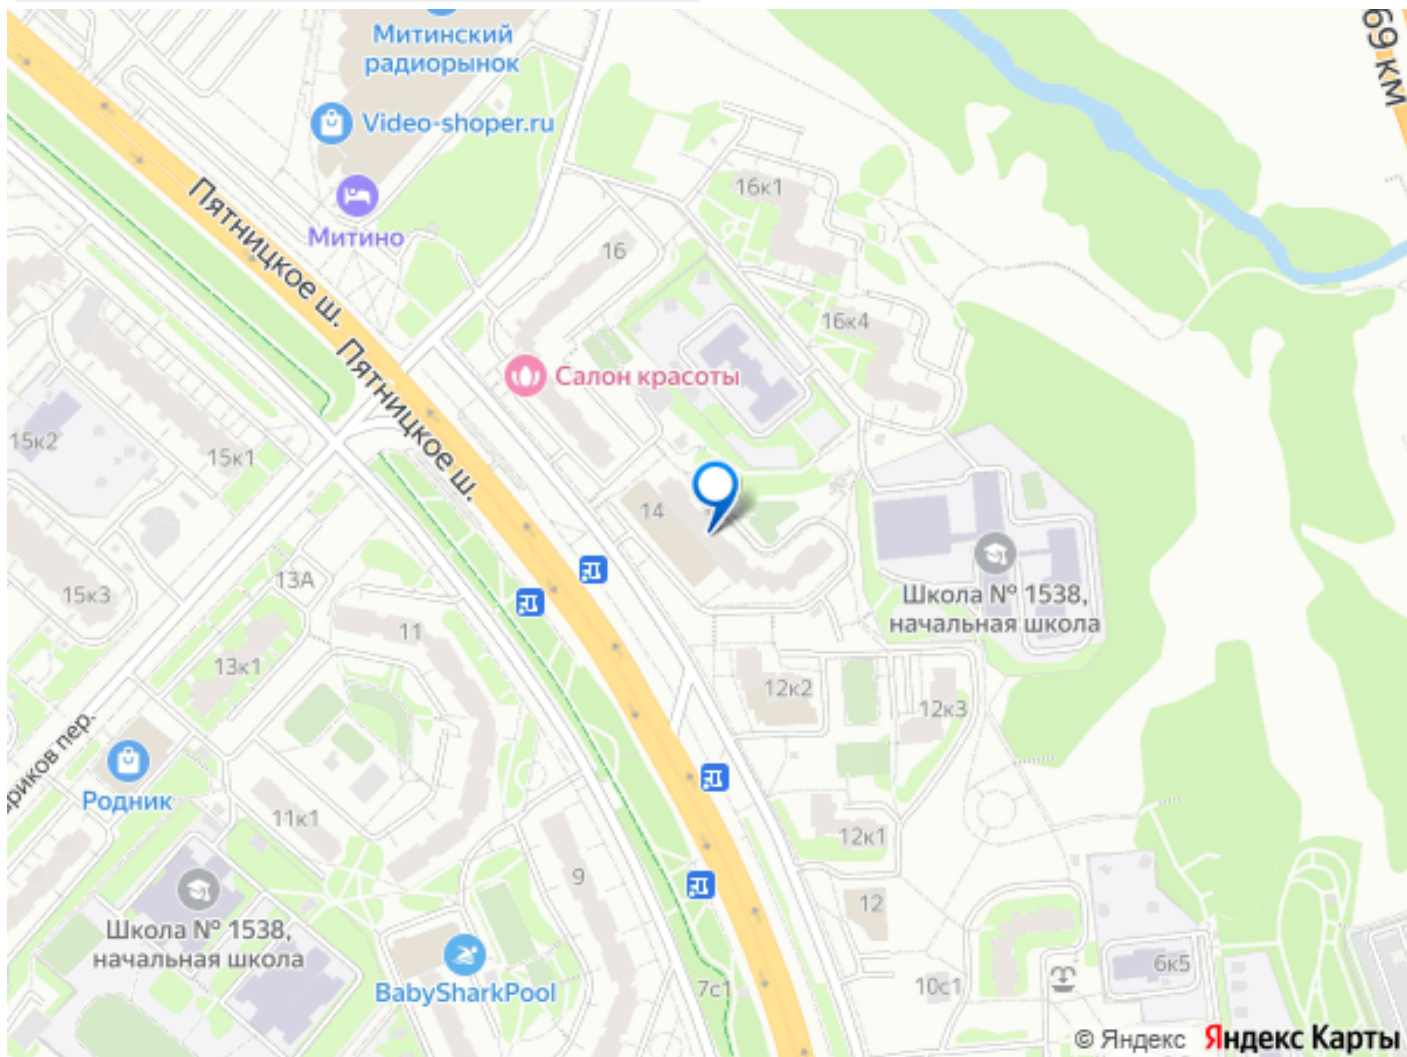 Митинский
радиорынок
69 км
Video-shoper.ru
16к1
Пятницкое ш.
Митино
16
16к4
Пятницкое ш.
Салон красоты
15к2
15к1
14
13А
15к3
Школа № 1538,
начальная школа
11
13к1
12к2
12к3
Родник
11к1
12к1
9
12
Школа № 1538,
начальная школа
BabySharkPool
7с1
10с1
6к5
© Яндекс Яндекс Карты